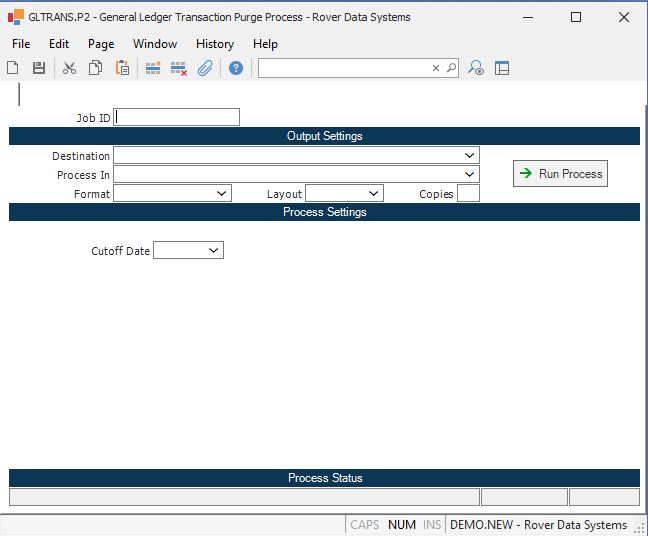 GLTRANS.P2 - General Ledger Transaction Purge Process - Rover Data Systems
File Edit Page Window History Help
Job ID
Output Settings
Destination
Process In
Run Process
Format Layout Copies
Process Settings
Cutoff Date
Process Status
CAPS NUM INS DEMO.NEW - Rover Data Systems